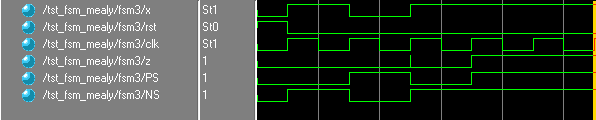 /tst_fsm_mealy/fsm3/x St1
/tst_fsm_mealy/fsm3/rst St0
/tst_fsm_mealy/fsm3/clk St1
/tst_fsm_mealy/fsm3/z 1
/tst_fsm_mealy/fsm3/PS 1
/tst_fsm_mealy/fsm3/NS 1